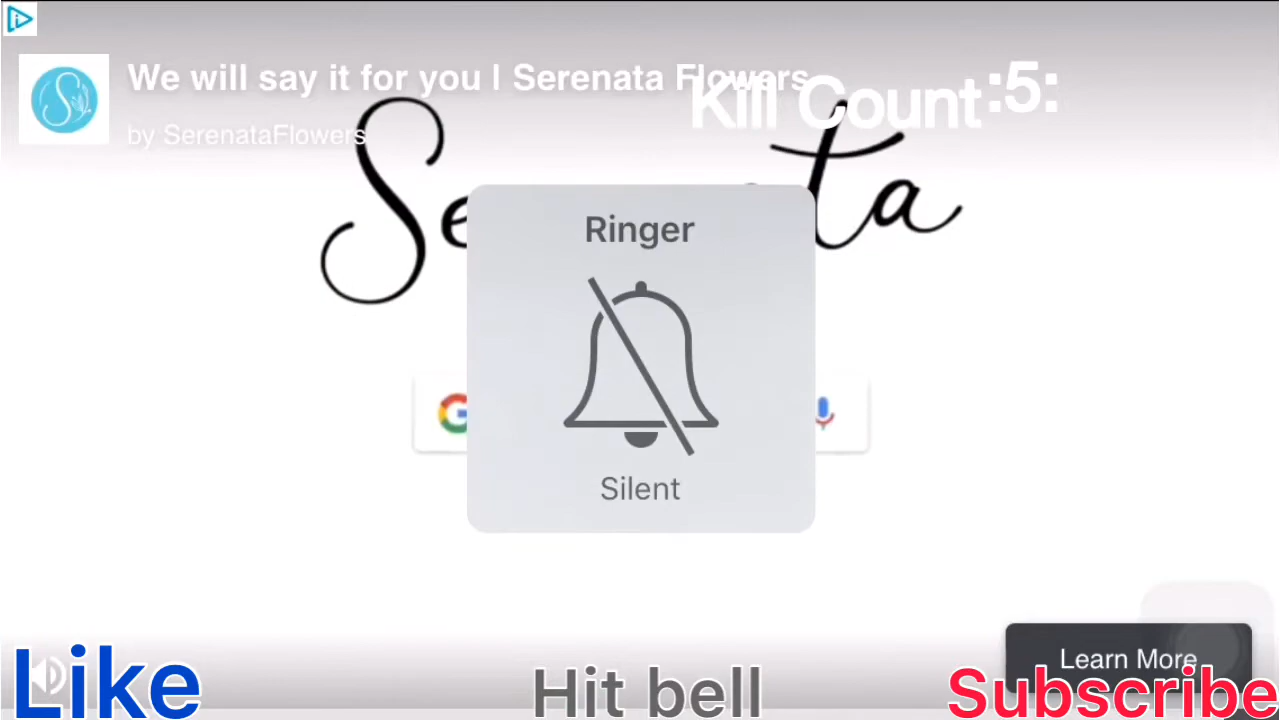 We will say it for you | Serenata Flowers
Kill Count :5:
by SerenataFlowers
Ringer
Silent
Learn More
Like
Hit bell
Subscribe